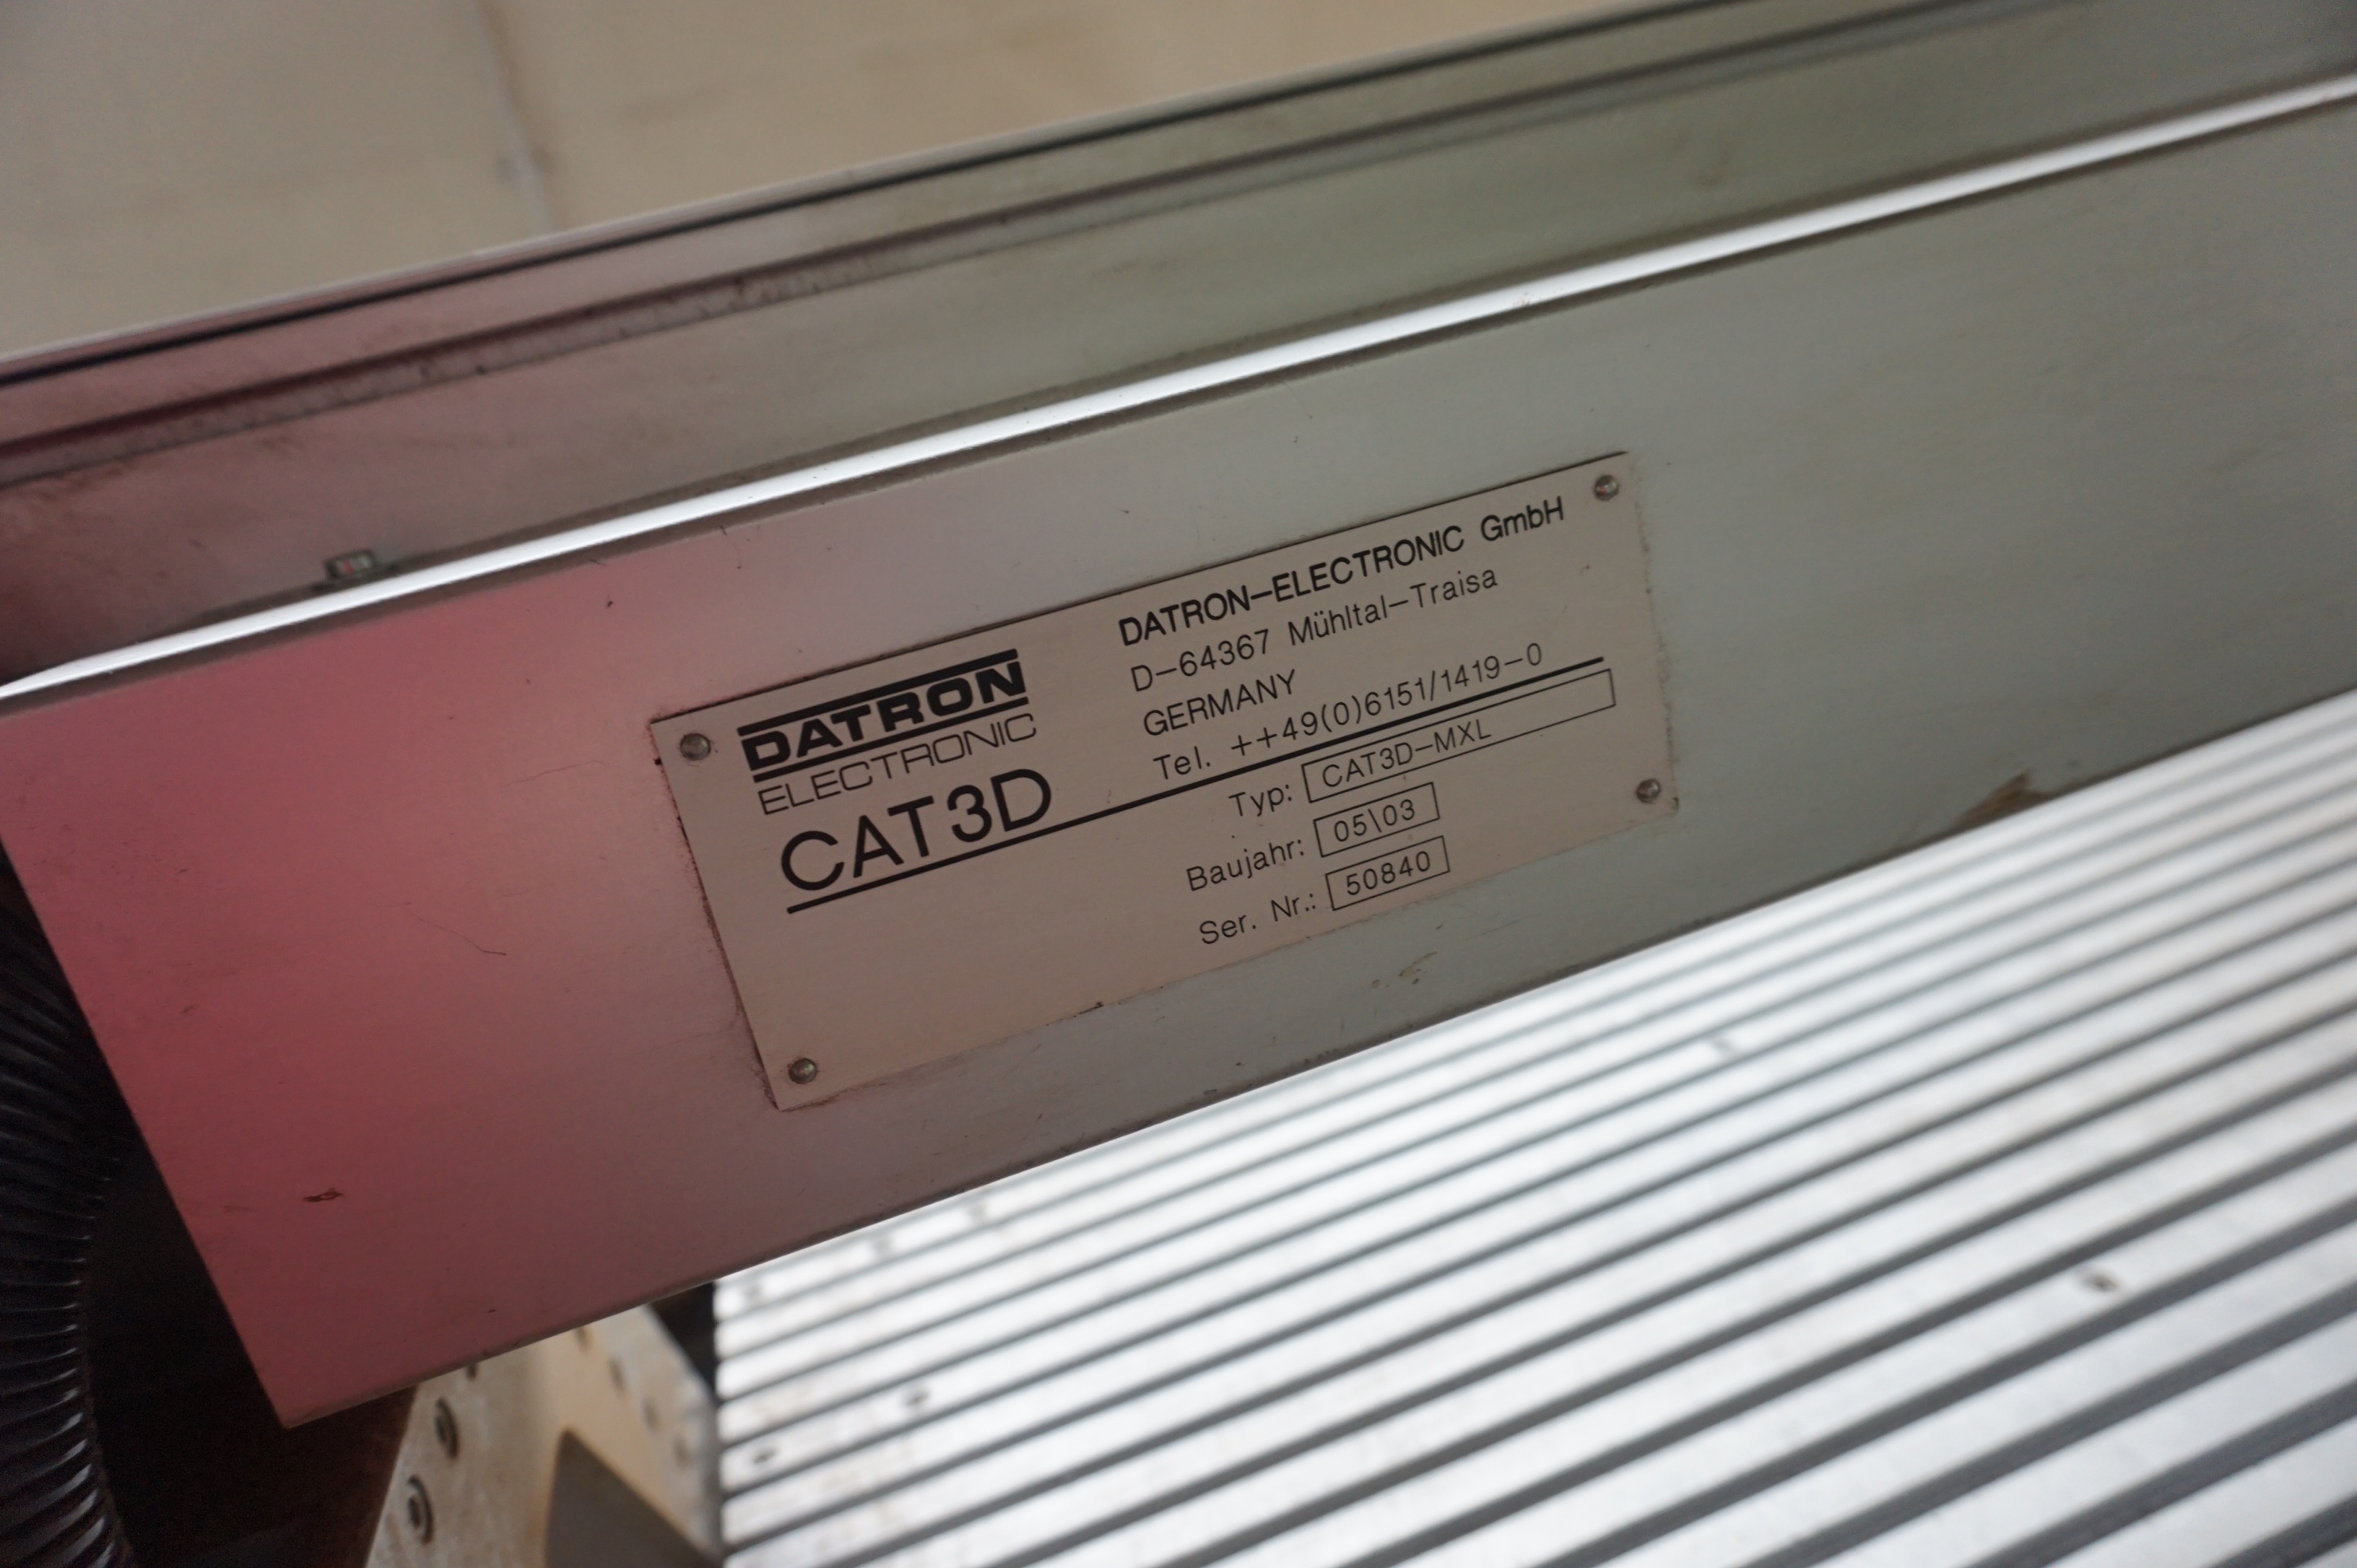 DATRON
ELECTRONIC
CAT3D
DATRON-ELECTRONIC GmbH
D-64367 Mühltal-Traisa
GERMANY
Tel. ++49(0)6151/1419-0
Typ: CAT3D-MXL
Baujahr: 05\03
Ser. Nr.: 50840